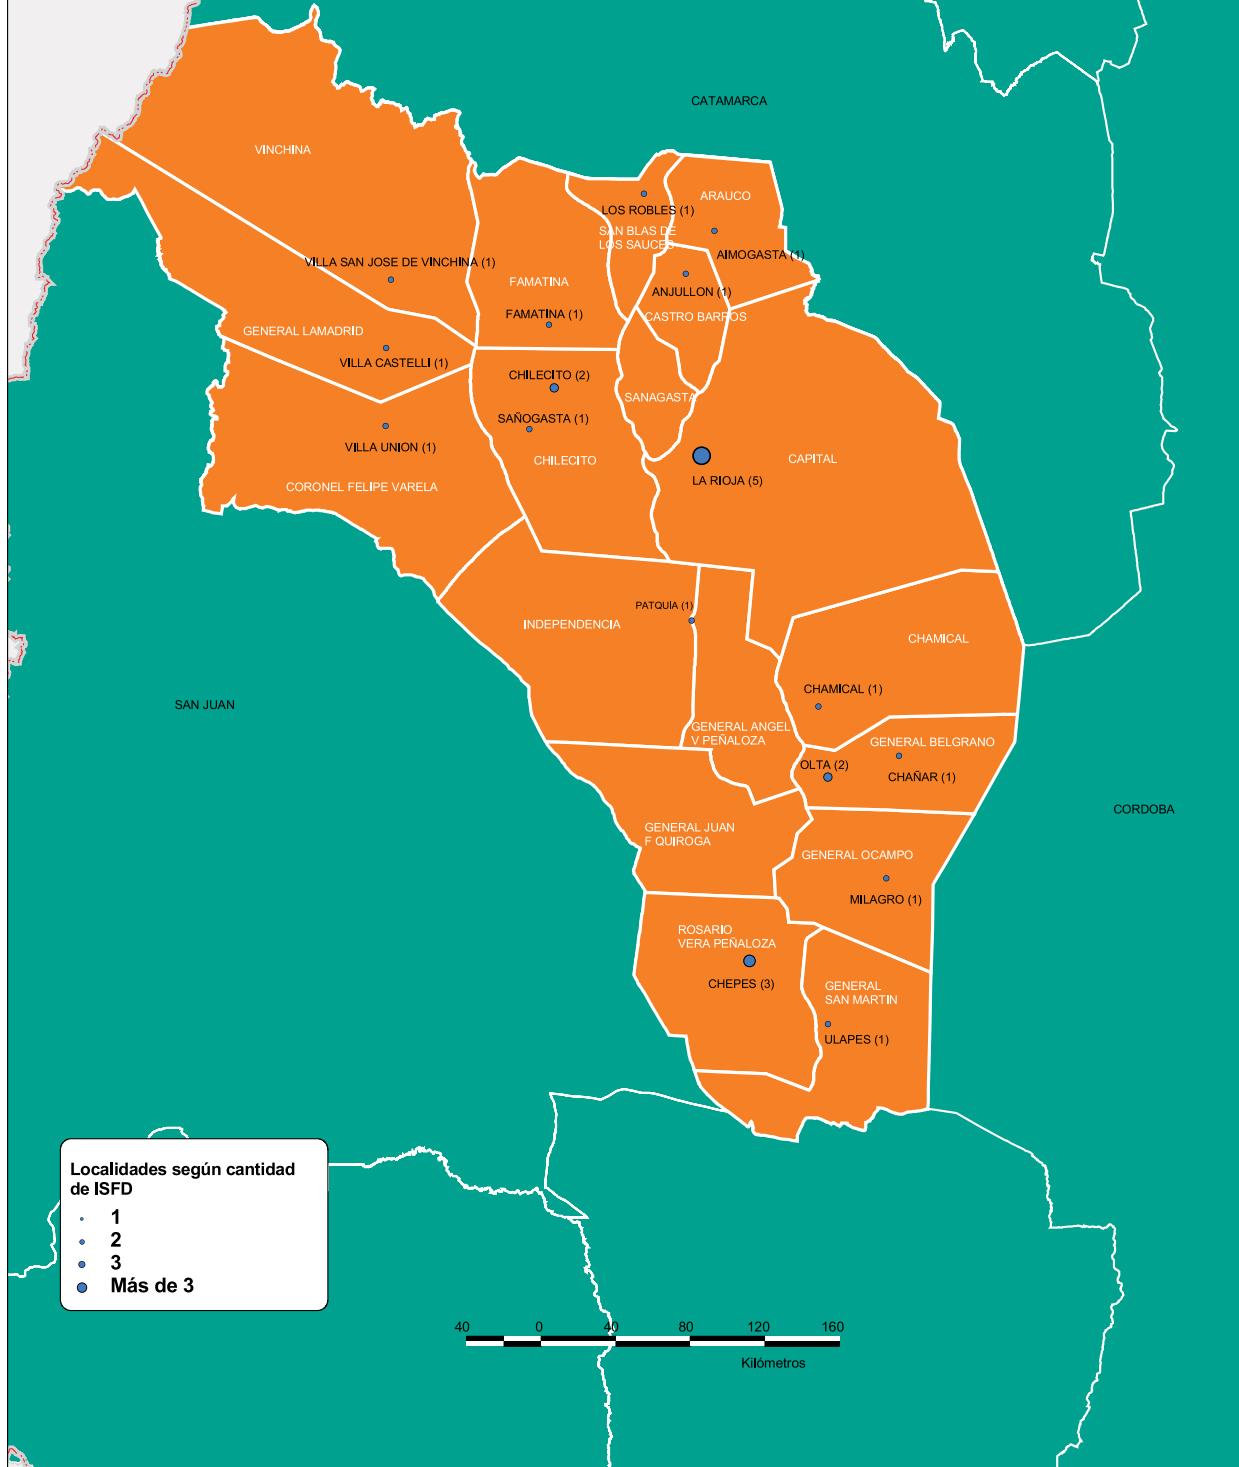 CATAMARCA
VINCHINA
ARAUCO
LOS ROBLES (1)
SAN BLAS DE
LOS SAUCES
AIMOGASTA (1)
VILLA SAN JOSE DE VINCHINA (1)
FAMATINA
ANJULLON (1)
FAMATINA (1)
CASTRO BARROS
GENERAL LAMADRID
VILLA CASTELLI (1)
CHILECITO (2)
SANAGASTA
SAÑOGASTA (1)
VILLA UNION (1)
CHILECITO
CAPITAL
LA RIOJA (5)
CORONEL FELIPE VARELA
PATQUIA (1)
INDEPENDENCIA
CHAMICAL
CHAMICAL (1)
SAN JUAN
GENERAL ANGEL
V PEÑALOZA
GENERAL BELGRANO
OLTA (2)
CHAÑAR (1)
CORDOBA
GENERAL JUAN
F QUIROGA
GENERAL OCAMPO
MILAGRO (1)
ROSARIO
VERA PEÑALOZA
CHEPES (3)
GENERAL
SAN MARTIN
ULAPES (1)
Localidades según cantidad
de ISFD
1
2
3
Más de 3
40 0 40 80 120 160
Kilómetros